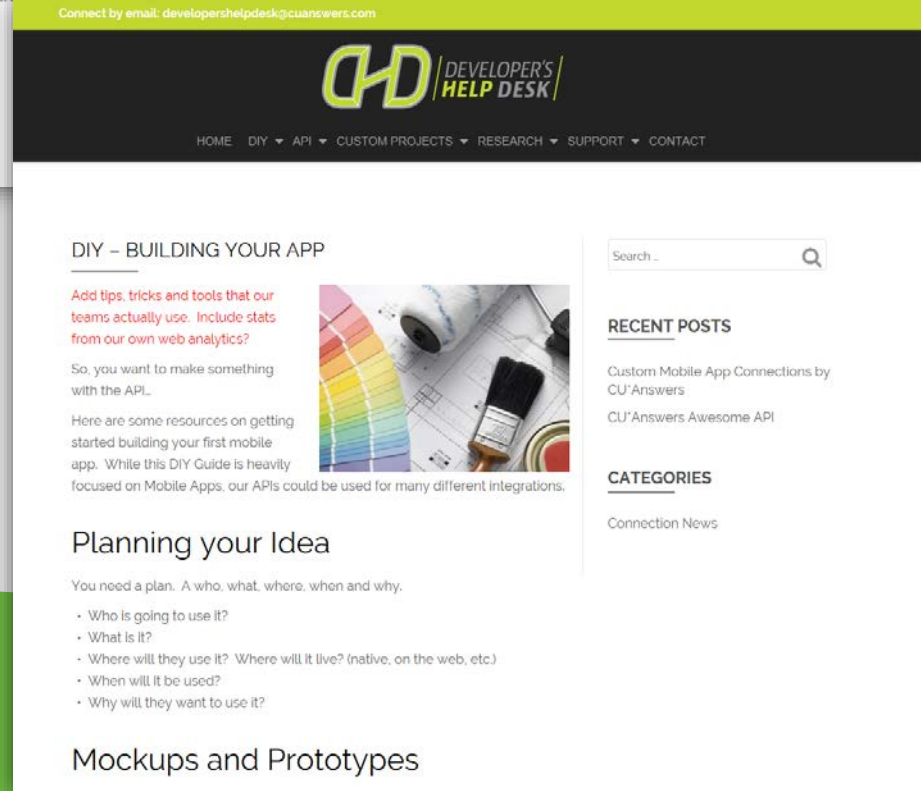 Connect by email: developershelpdesk@cuanswers.com
CHD
DEVELOPER'S
HELP DESK
HOME DIY API CUSTOM PROJECTS RESEARCH SUPPORT CONTACT
DIY – BUILDING YOUR APP
Add tips, tricks and tools that our
teams actually use. Include stats
from our own web analytics?
So, you want to make something
with the API…
Here are some resources on getting
started building your first mobile
app. While this DIY Guide is heavily
focused on Mobile Apps, our APIs could be used for many different integrations.
Planning your Idea
You need a plan. A who, what, where, when and why.
• Who is going to use it?
• What is it?
• Where will they use it? Where will it live? (native, on the web, etc.)
• When will it be used?
• Why will they want to use it?
Mockups and Prototypes
Search …
RECENT POSTS
Custom Mobile App Connections by
CU*Answers
CU*Answers Awesome API
CATEGORIES
Connection News